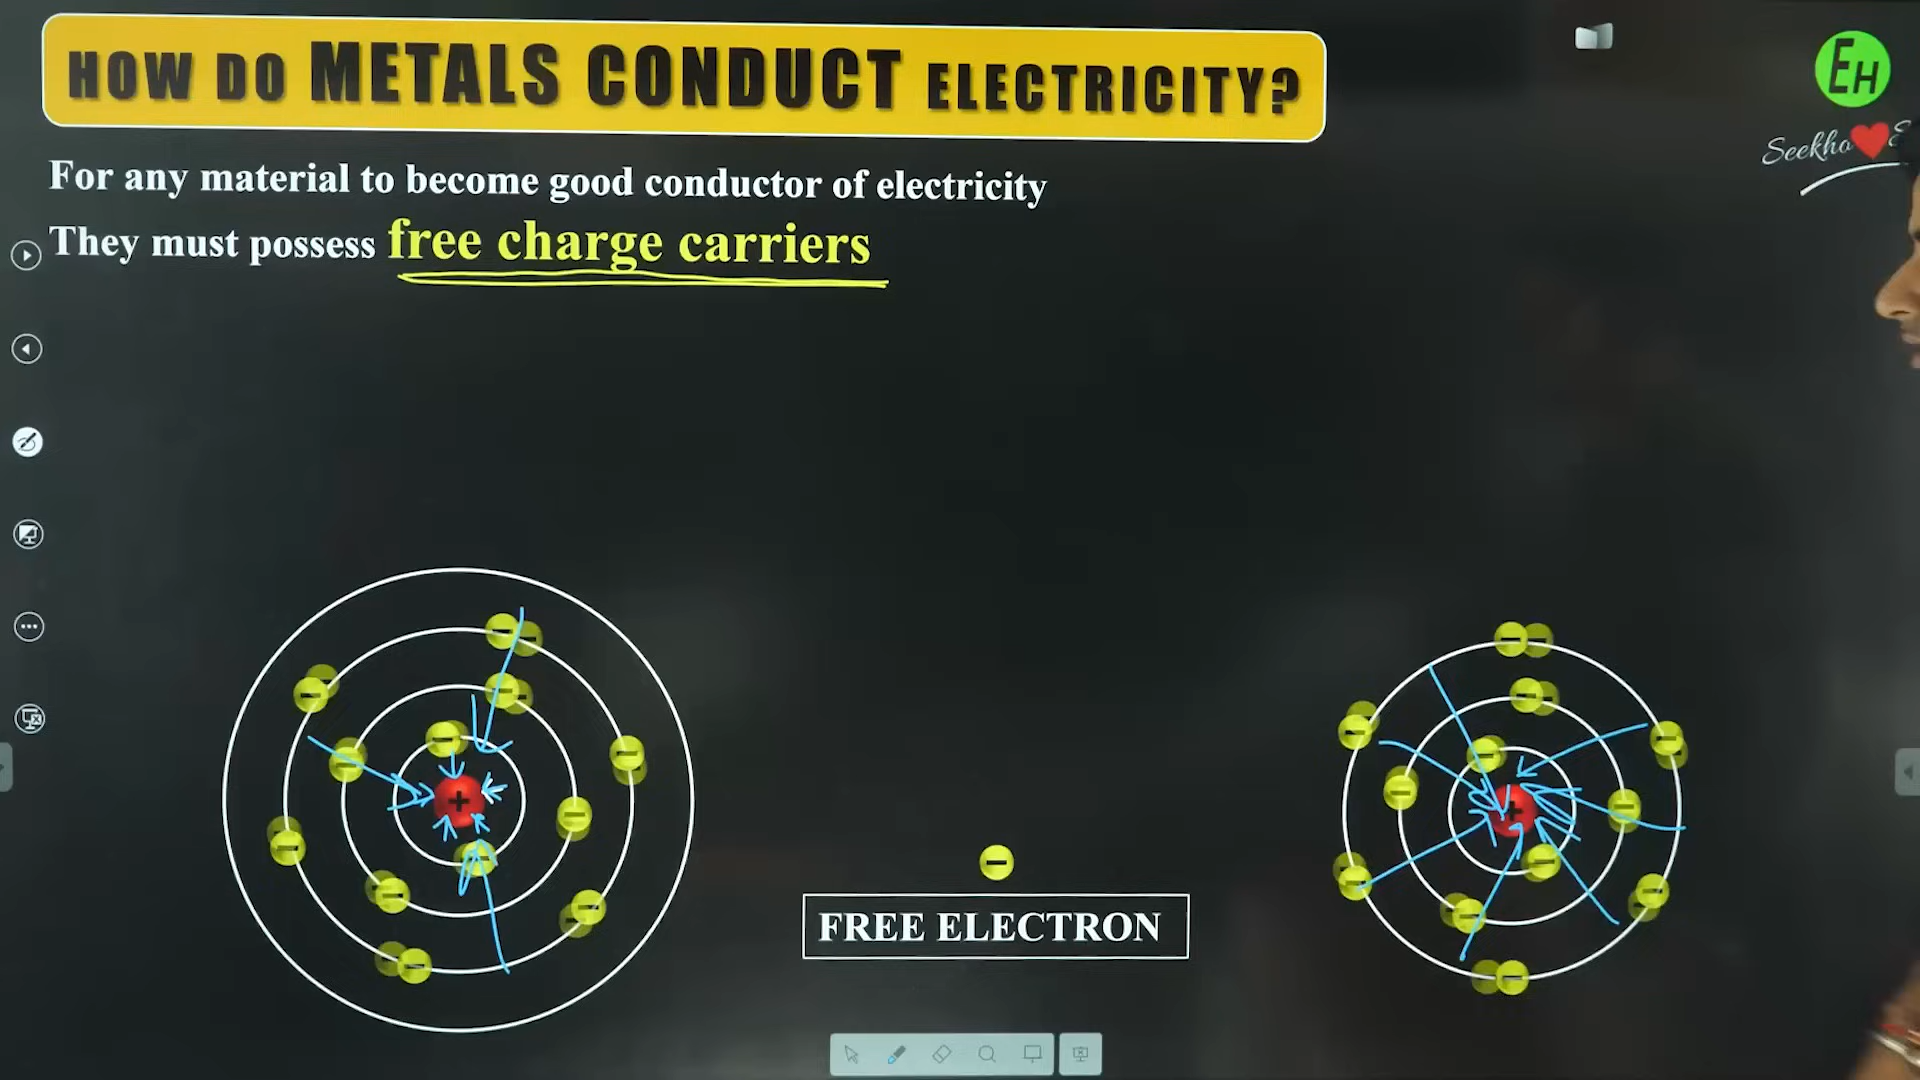 HOW DO METALS CONDUCT ELECTRICITY?
EH
Seekho
For any material to become good conductor of electricity
They must possess free charge carriers
FREE ELECTRON